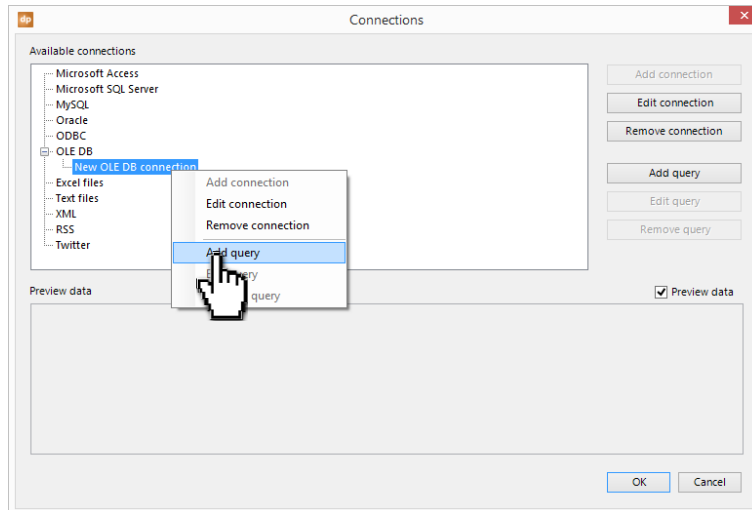 dp
Connections
Available connections
Microsoft Access
Microsoft SQL Server
MySQL
Oracle
ODBC
OLE DB
New OLE DB connection
Excel files
Text files
XML
RSS
Twitter
Add connection
Edit connection
Remove connection
Add query
query
Add connection
Edit connection
Remove connection
Add query
Edit query
Remove query
Preview data
Preview data
OK
Cancel